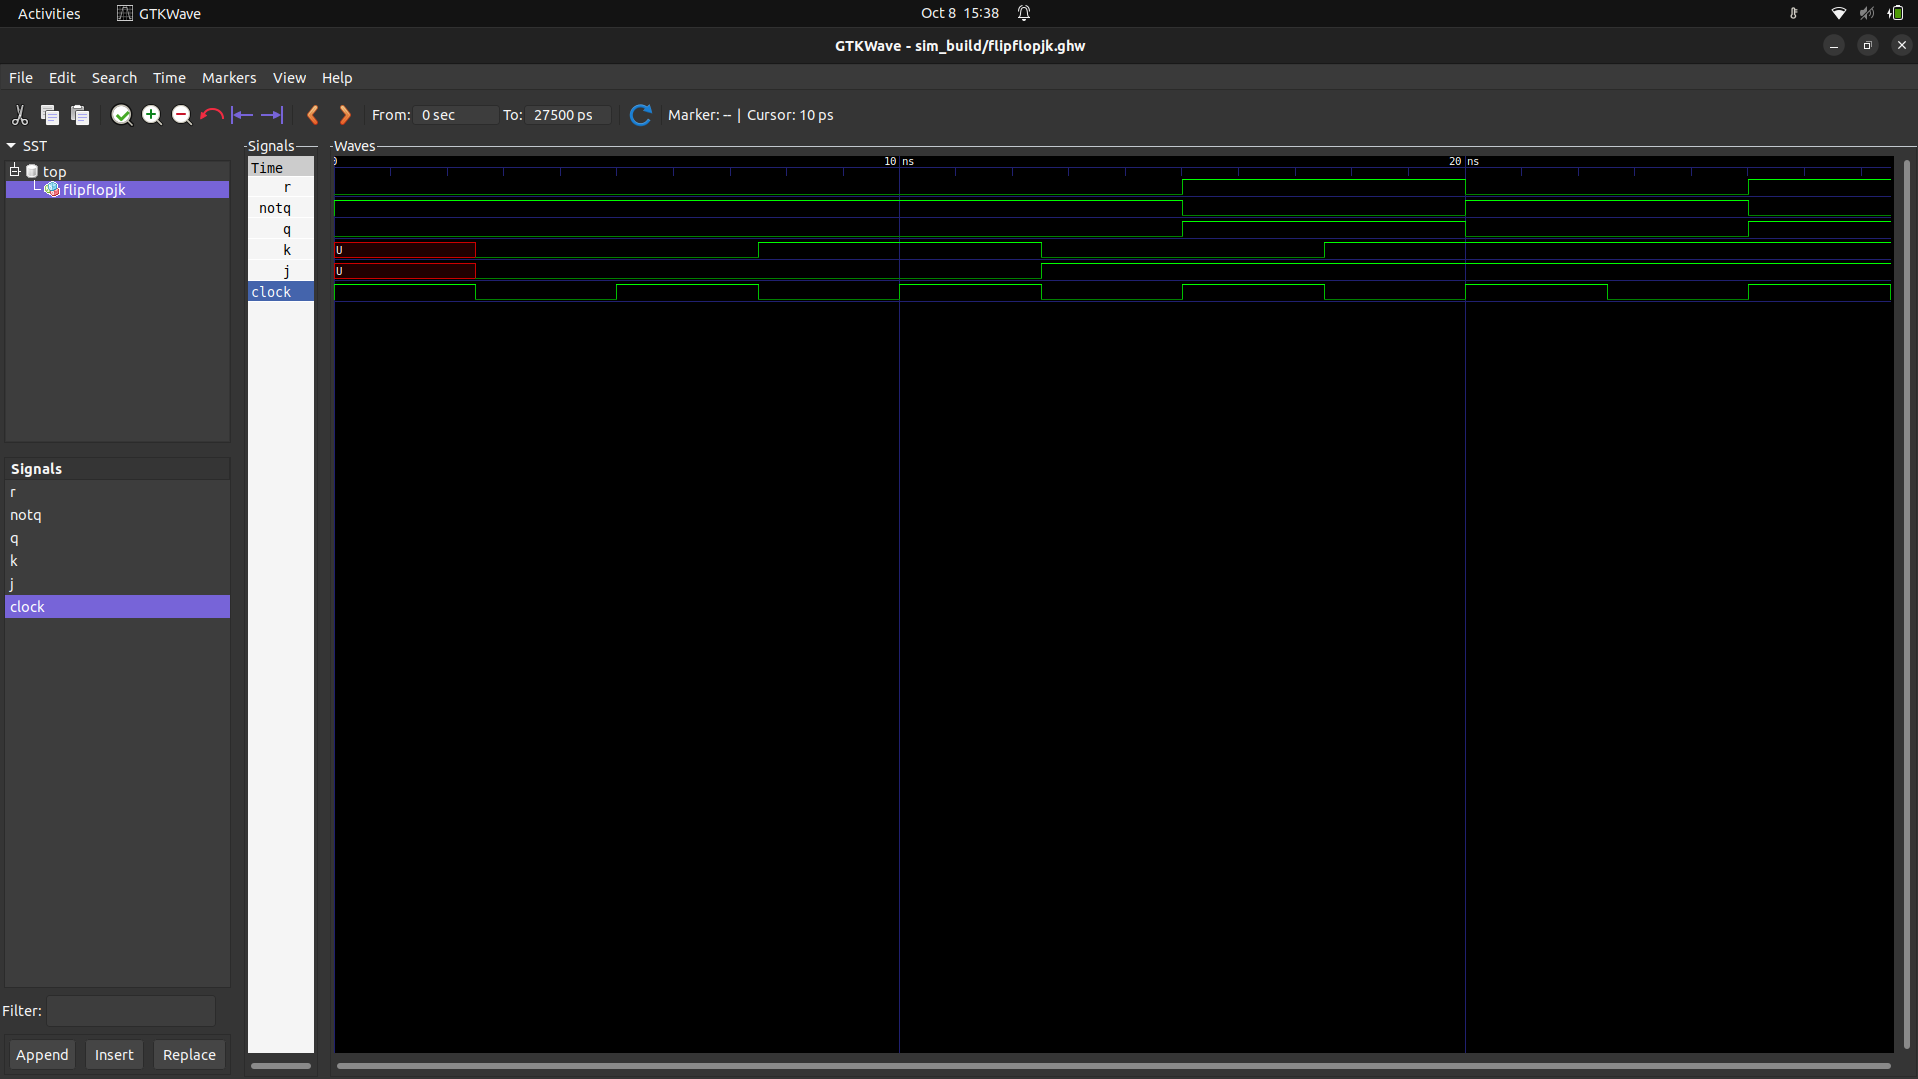 Activities GTKWave Oct 8 15:38
GTKWave - sim_build/flipflopjk.ghw
File Edit Search Time Markers View Help
From: 0 sec To: 27500 ps Marker: -- | Cursor: 10 ps
SST
top
flipflopjk
Signals
r
notq
q
k
j
clock
Filter:
Append Insert Replace
Signals
Time
r
notq
q
k
j
clock
Waves
0 10 ns 20 ns
U
U